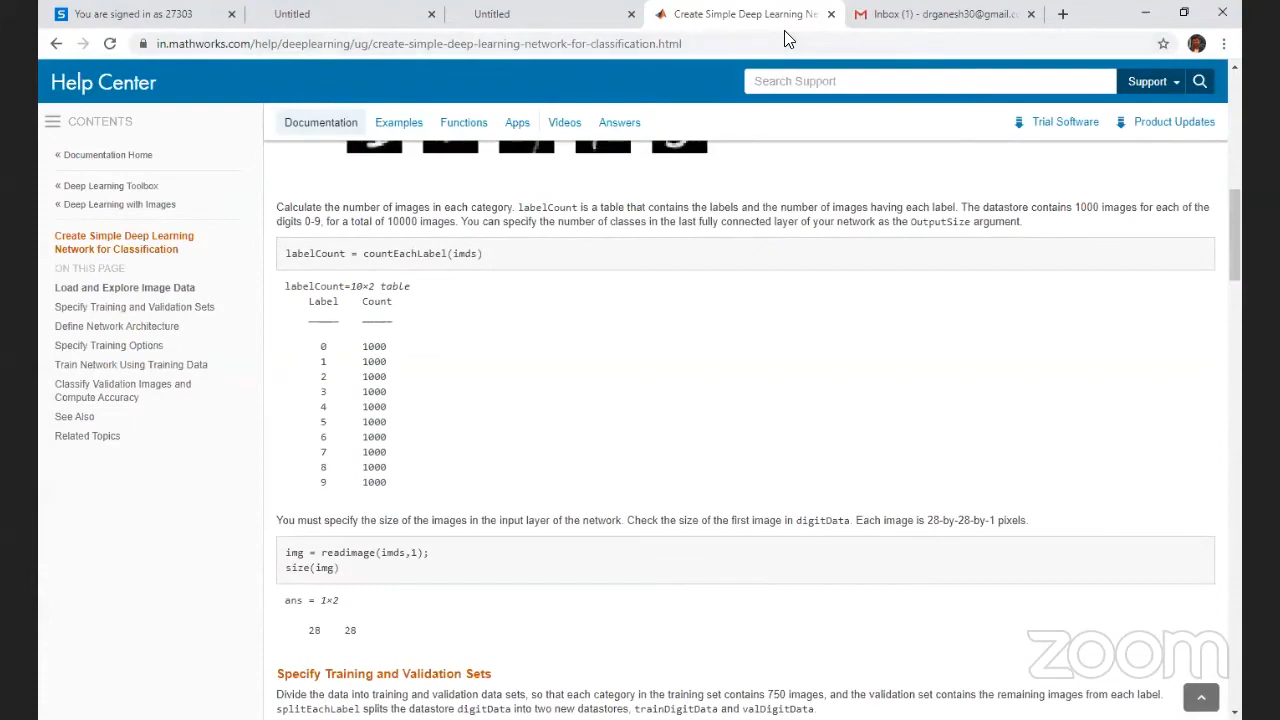 You are signed in as 27303
Untitled
Untitled
Create Simple Deep Learning Ne
Inbox (1) - drganesh30@gmail.c
in.mathworks.com/help/deeplearning/ug/create-simple-deep-learning-network-for-classification.html
Help Center
Search Support
Support
CONTENTS
Documentation
Examples
Functions
Apps
Videos
Answers
Trial Software
Product Updates
« Documentation Home
« Deep Learning Toolbox
« Deep Learning with Images
Create Simple Deep Learning
Network for Classification
ON THIS PAGE
Load and Explore Image Data
Specify Training and Validation Sets
Define Network Architecture
Specify Training Options
Train Network Using Training Data
Classify Validation Images and
Compute Accuracy
See Also
Related Topics
Calculate the number of images in each category. labelCount is a table that contains the labels and the number of images having each label. The datastore contains 1000 images for each of the
digits 0-9, for a total of 10000 images. You can specify the number of classes in the last fully connected layer of your network as the OutputSize argument.
labelCount = countEachLabel(imds)
labelCount=10×2 table
Label Count
0 1000
1 1000
2 1000
3 1000
4 1000
5 1000
6 1000
7 1000
8 1000
9 1000
You must specify the size of the images in the input layer of the network. Check the size of the first image in digitData. Each image is 28-by-28-by-1 pixels.
img = readimage(imds,1);
size(img)
ans = 1×2
28 28
Specify Training and Validation Sets
Divide the data into training and validation data sets, so that each category in the training set contains 750 images, and the validation set contains the remaining images from each label.
splitEachLabel splits the datastore digitData into two new datastores, trainDigitData and valDigitData.
zoom